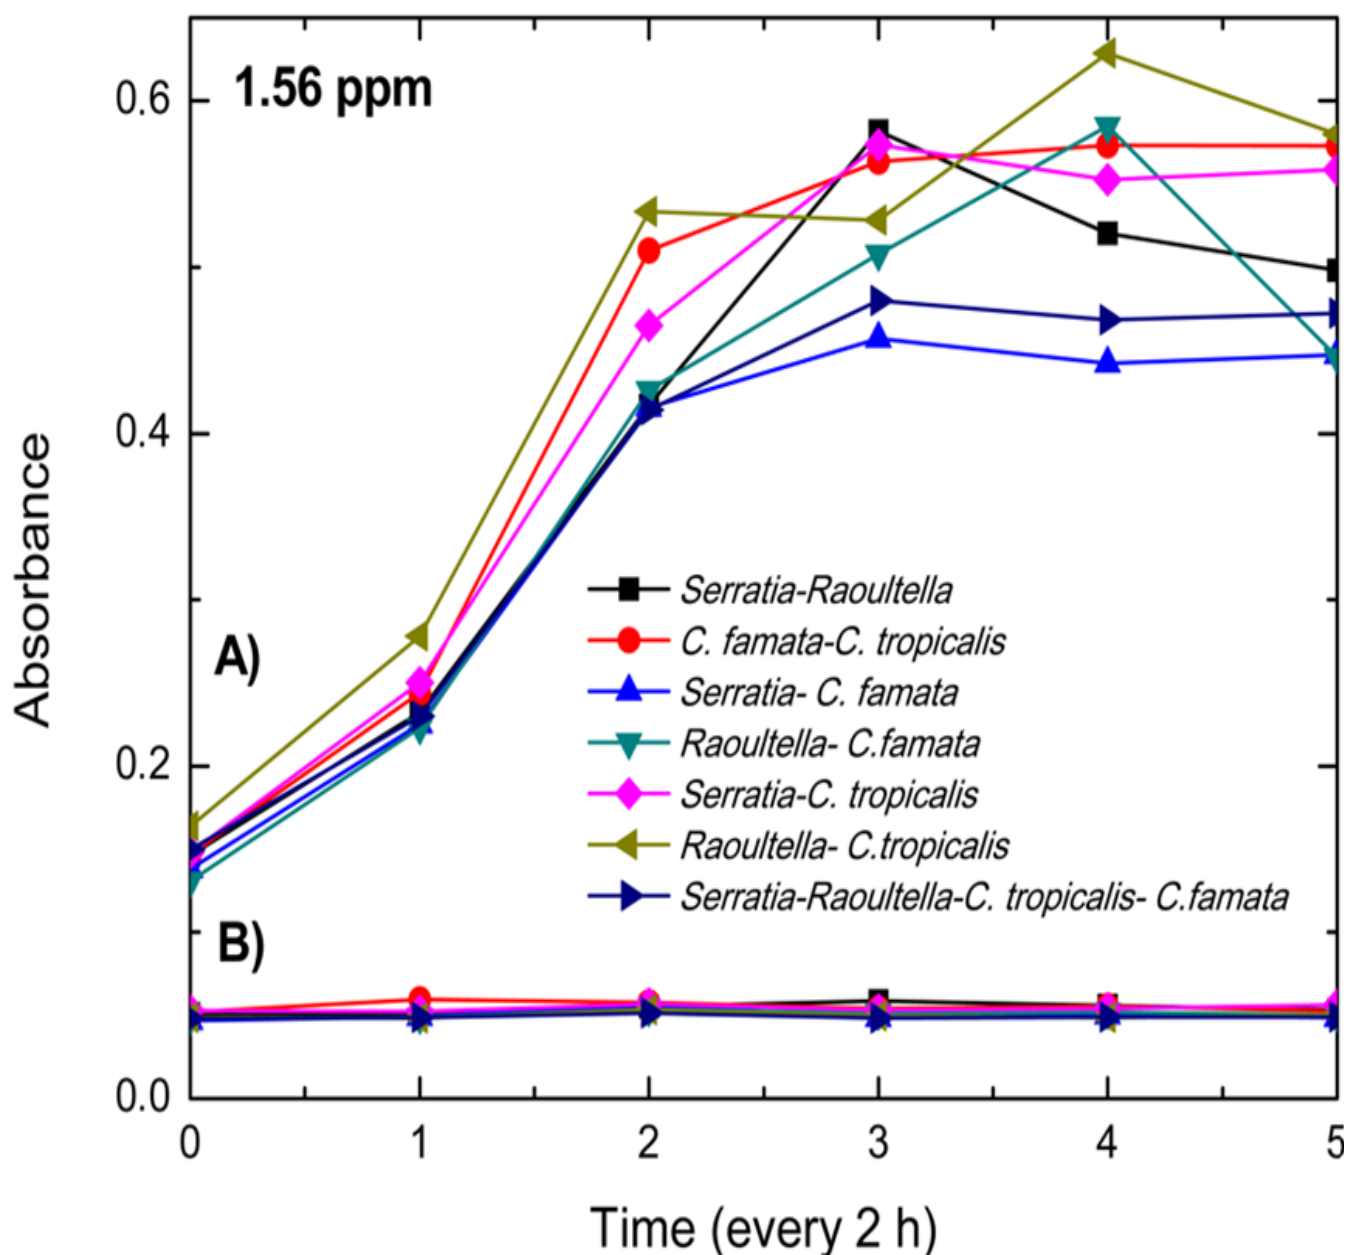 1.56 ppm
0.6
0.4
0.2
0.0
Absorbance
A)
B)
Serratia-Raoultella
C. famata-C. tropicalis
Serratia- C. famata
Raoultella- C.famata
Serratia-C. tropicalis
Raoultella- C.tropicalis
Serratia-Raoultella-C. tropicalis- C.famata
0 1 2 3 4 5
Time (every 2 h)